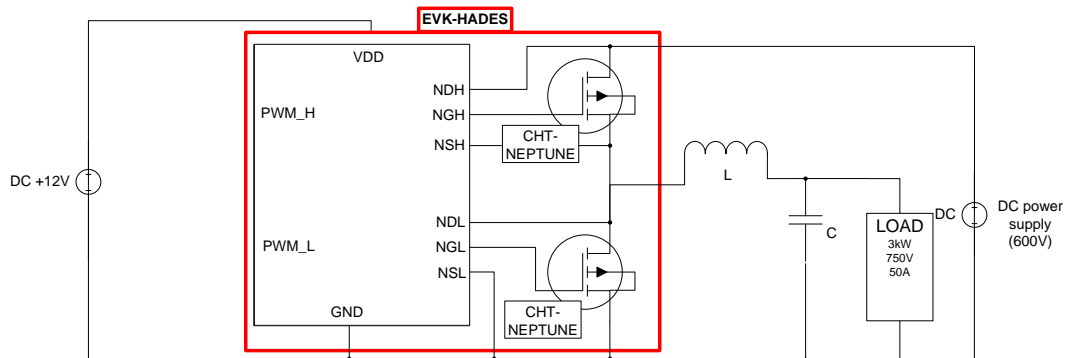 EVK-HADES
VDD
NDH
PWM_H
NGH
NSH
CHT-
NEPTUNE
DC +12V
L
NDL
PWM_L
NGL
NSL
CHT-
NEPTUNE
GND
C
LOAD
3kW
750V
50A
DC
DC power
supply
(600V)